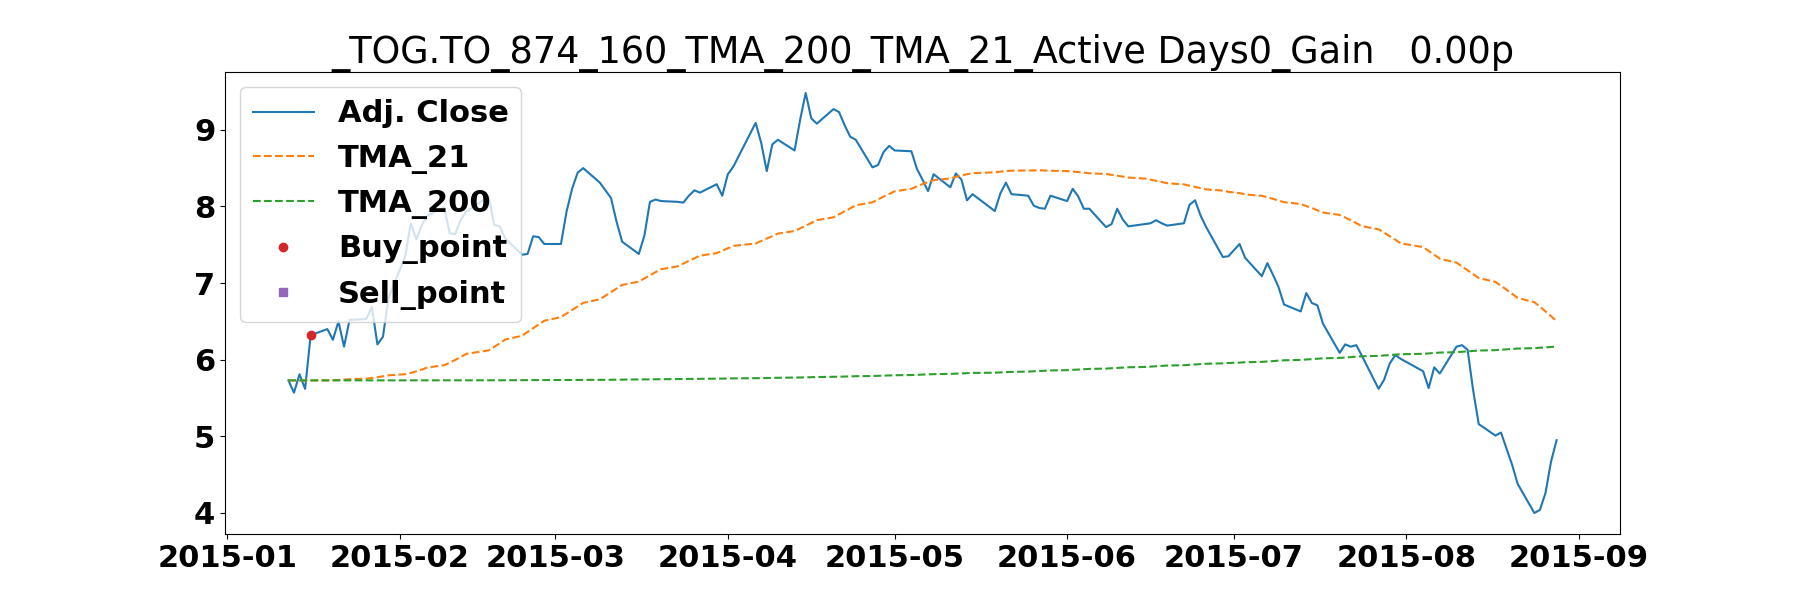 _TOG.TO_874_160_TMA_200_TMA_21_Active Days0_Gain   0.00p
Adj. Close
TMA_21
TMA_200
Buy_point
Sell_point
9
8
7
6
5
4
2015-01 2015-02 2015-03 2015-04 2015-05 2015-06 2015-07 2015-08 2015-09